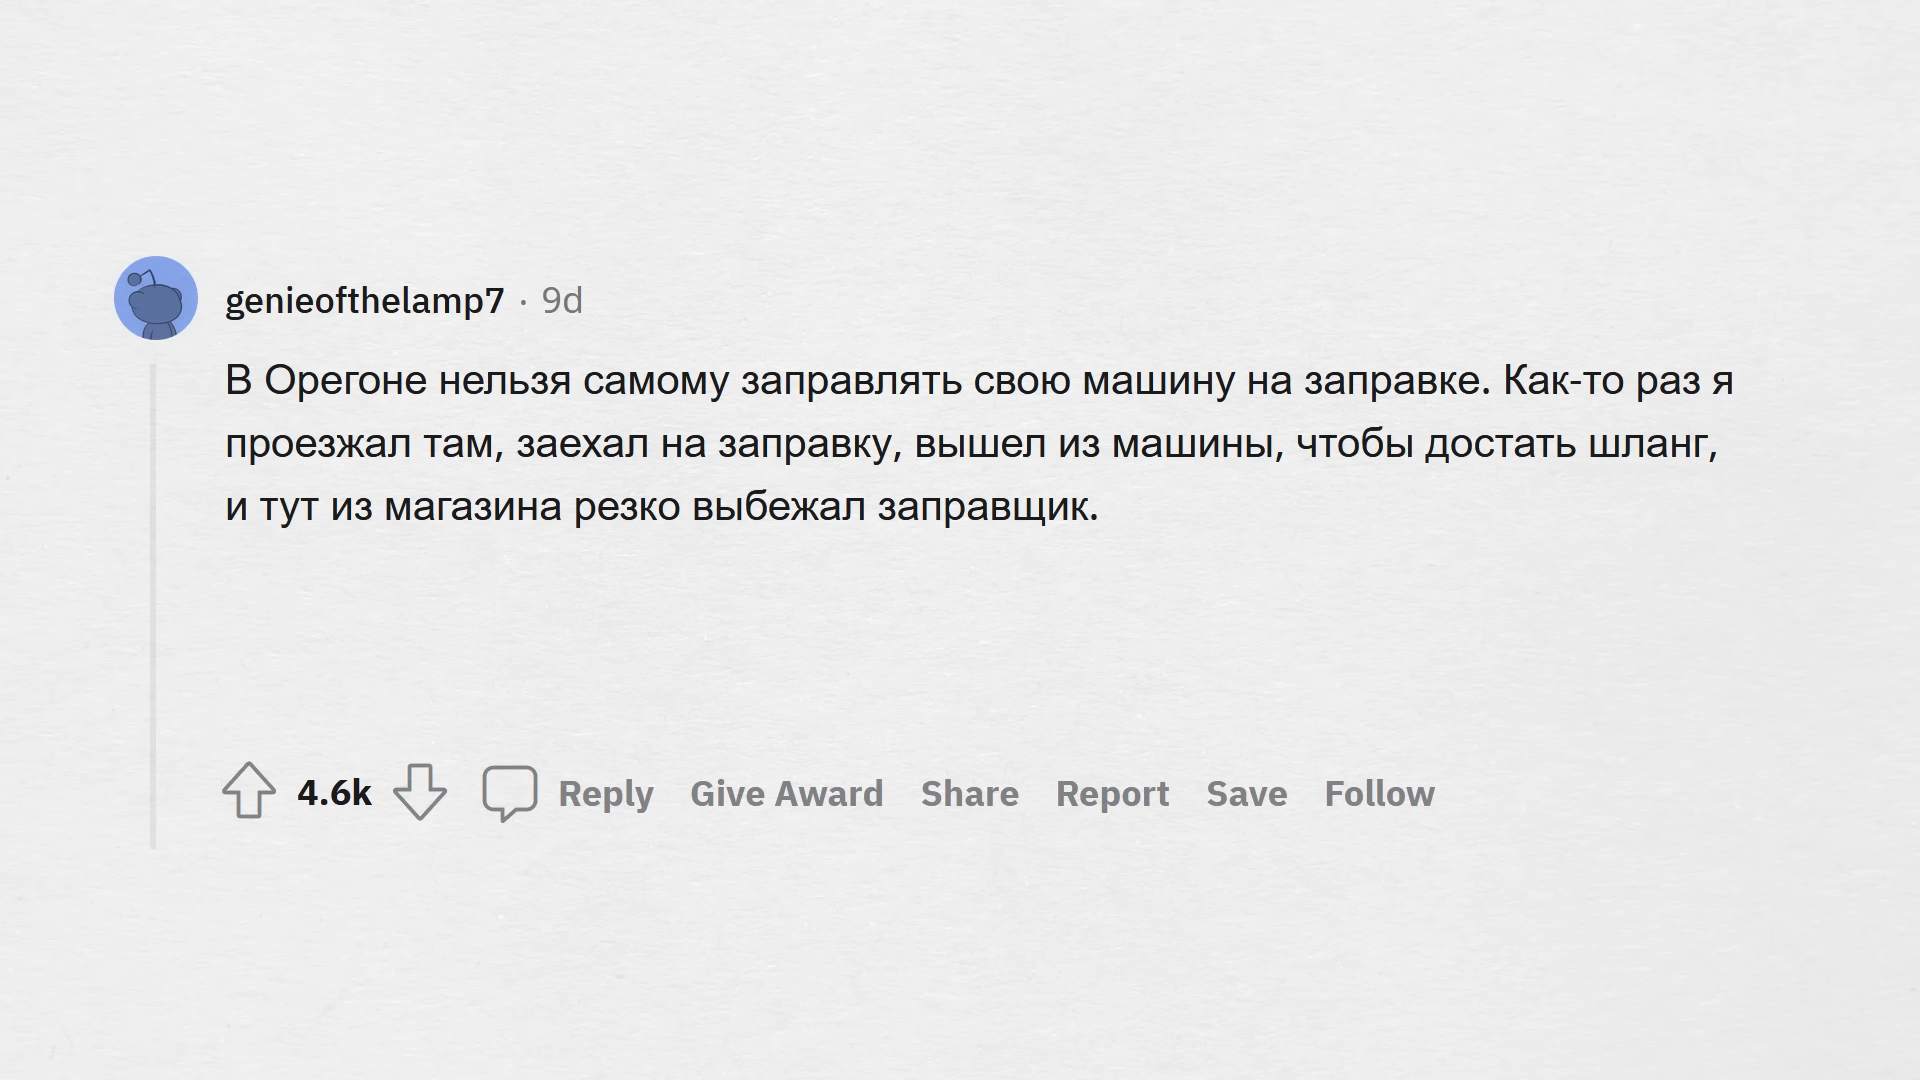 genieofthelamp7 · 9d
В Орегоне нельзя самому заправлять свою машину на заправке. Как-то раз я
проезжал там, заехал на заправку, вышел из машины, чтобы достать шланг,
и тут из магазина резко выбежал заправщик.
4.6k Reply Give Award Share Report Save Follow